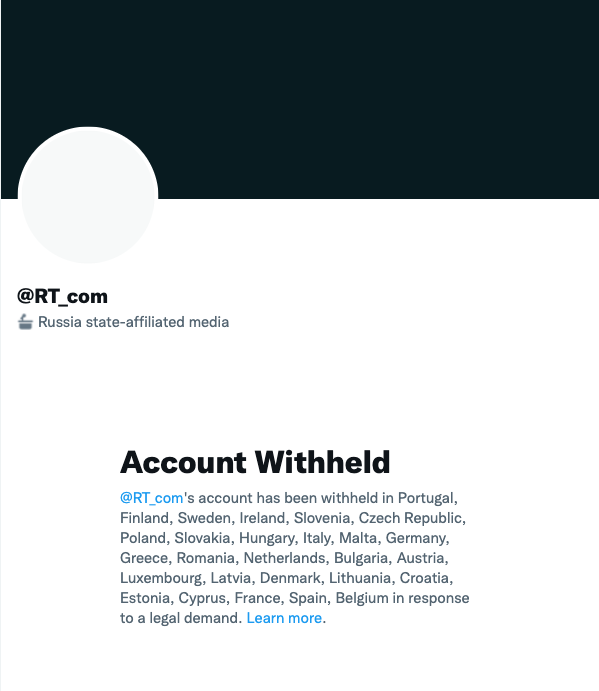 @RT_com
Russia state-affiliated media
Account Withheld
@RT_com's account has been withheld in Portugal,
Finland, Sweden, Ireland, Slovenia, Czech Republic,
Poland, Slovakia, Hungary, Italy, Malta, Germany,
Greece, Romania, Netherlands, Bulgaria, Austria,
Luxembourg, Latvia, Denmark, Lithuania, Croatia,
Estonia, Cyprus, France, Spain, Belgium in response
to a legal demand. Learn more.